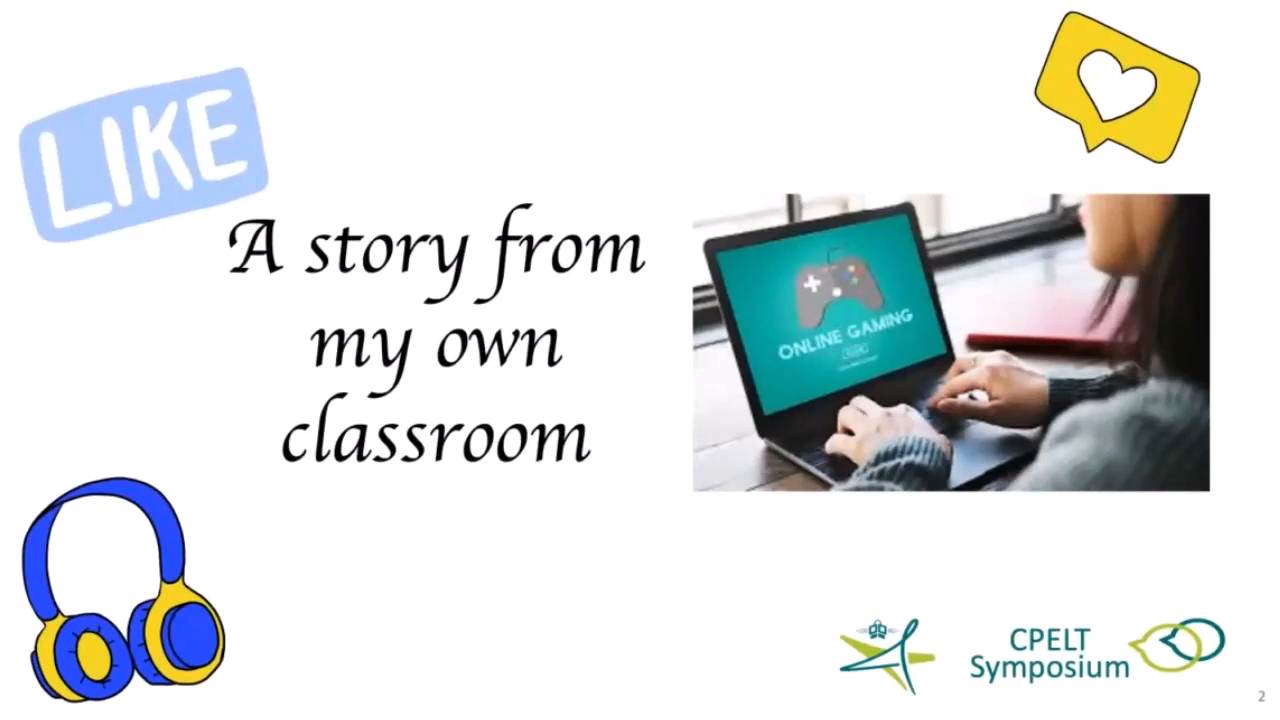 LIKE
A story from
my own
classroom
ONLINE GAMING
CPELT
Symposium
2